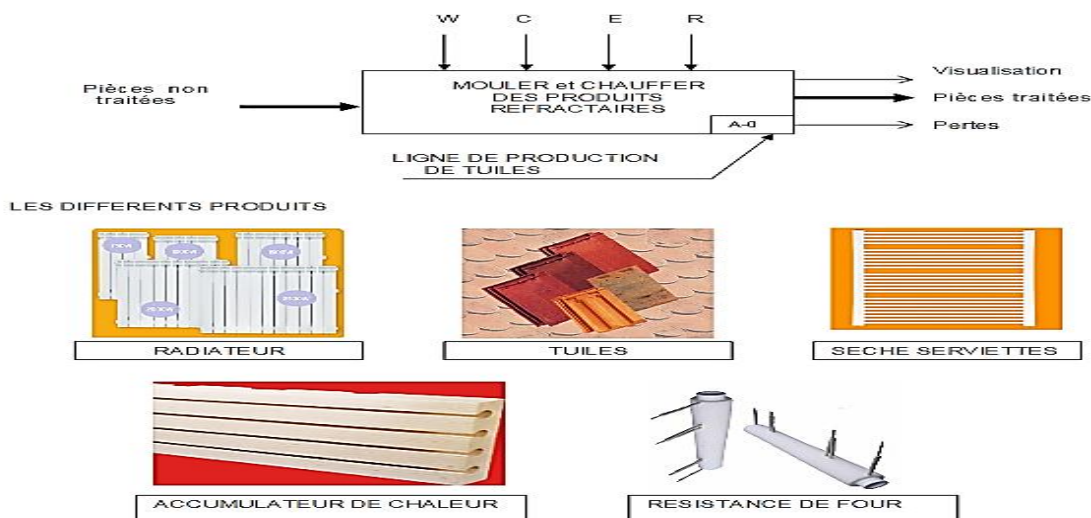 W C E R
Pièces non
traitées
MOULER et CHAUFFER
DES PRODUITS
REFRACTAIRES
A-0
Visualisation
Pièces traitées
Pertes
LIGNE DE PRODUCTION
DE TUILES
LES DIFFERENTS PRODUITS
RADIATEUR
TUILES
SECHE SERVIETTES
ACCUMULATEUR DE CHALEUR
RESISTANCE DE FOUR